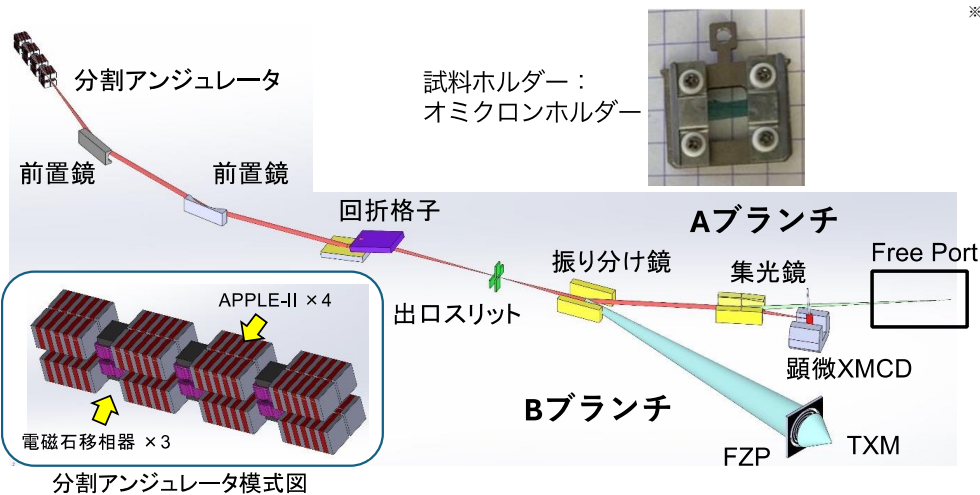 ※
分割アンジュレータ
試料ホルダー：
オミクロンホルダー
前置鏡
前置鏡
回折格子
Aブランチ
振り分け鏡
集光鏡
Free Port
出口スリット
顕微XMCD
Bブランチ
FZP
TXM
APPLE-II ×4
電磁石移相器 ×3
分割アンジュレータ模式図